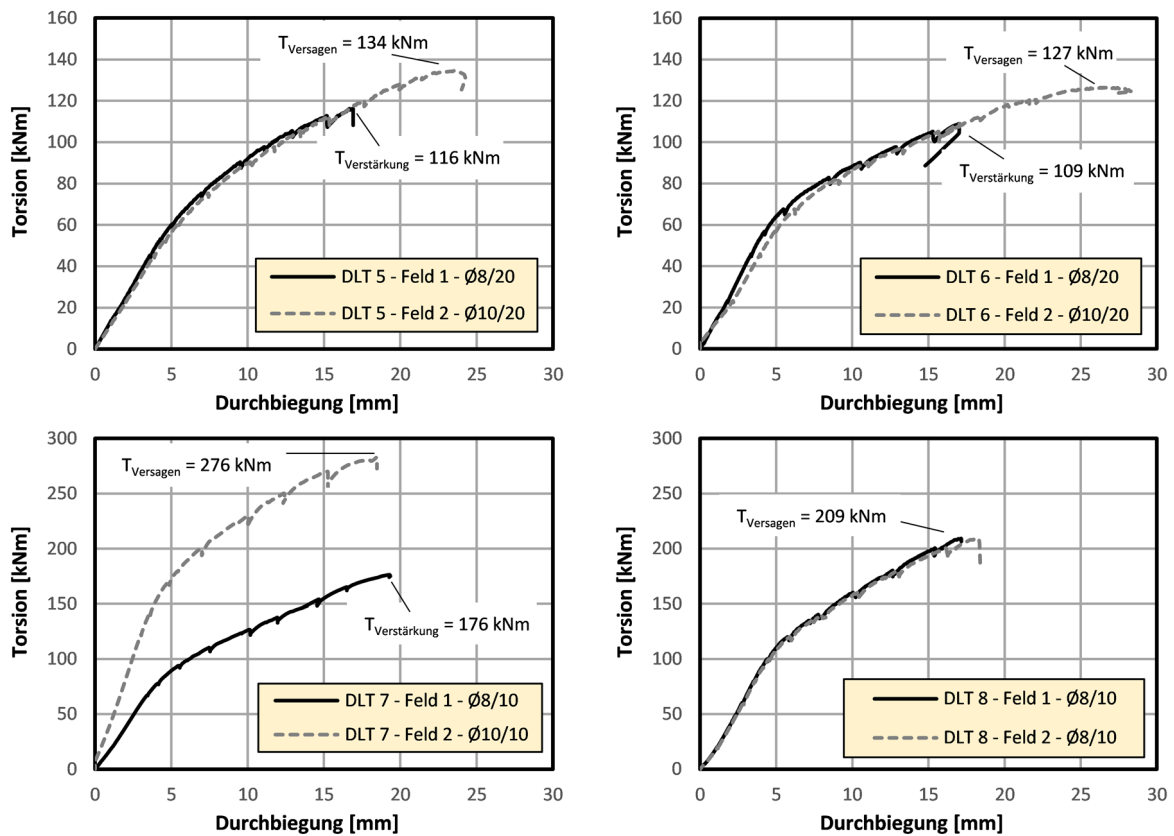 160
140
120
100
80
60
40
20
0
Torsion [kNm]
T_Versagen = 134 kNm
T_Verstärkung = 116 kNm
DLT 5 - Feld 1 - Ø8/20
DLT 5 - Feld 2 - Ø10/20
0 5 10 15 20 25 30
Durchbiegung [mm]
160
140
120
100
80
60
40
20
0
Torsion [kNm]
T_Versagen = 127 kNm
T_Verstärkung = 109 kNm
DLT 6 - Feld 1 - Ø8/20
DLT 6 - Feld 2 - Ø10/20
0 5 10 15 20 25 30
Durchbiegung [mm]
300
250
200
150
100
50
0
Torsion [kNm]
T_Versagen = 276 kNm
T_Verstärkung = 176 kNm
DLT 7 - Feld 1 - Ø8/10
DLT 7 - Feld 2 - Ø10/10
0 5 10 15 20 25 30
Durchbiegung [mm]
300
250
200
150
100
50
0
Torsion [kNm]
T_Versagen = 209 kNm
DLT 8 - Feld 1 - Ø8/10
DLT 8 - Feld 2 - Ø8/10
0 5 10 15 20 25 30
Durchbiegung [mm]